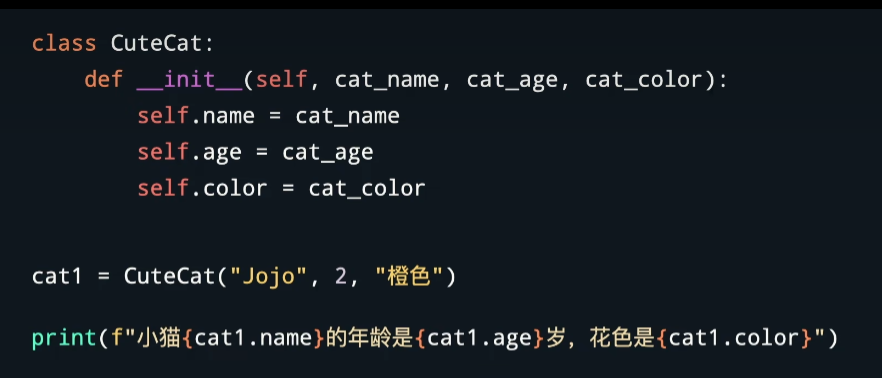 class CuteCat:
    def __init__(self, cat_name, cat_age, cat_color):
        self.name = cat_name
        self.age = cat_age
        self.color = cat_color
cat1 = CuteCat("Jojo", 2, "橙色")
print(f"小猫{cat1.name}的年龄是{cat1.age}岁，花色是{cat1.color}")